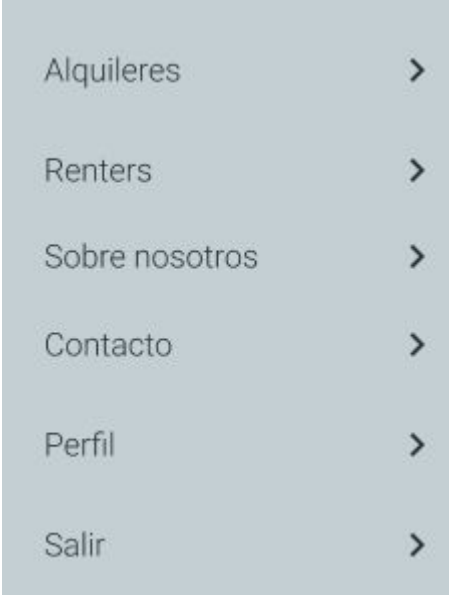 Alquileres
Renters
Sobre nosotros
Contacto
Perfil
Salir